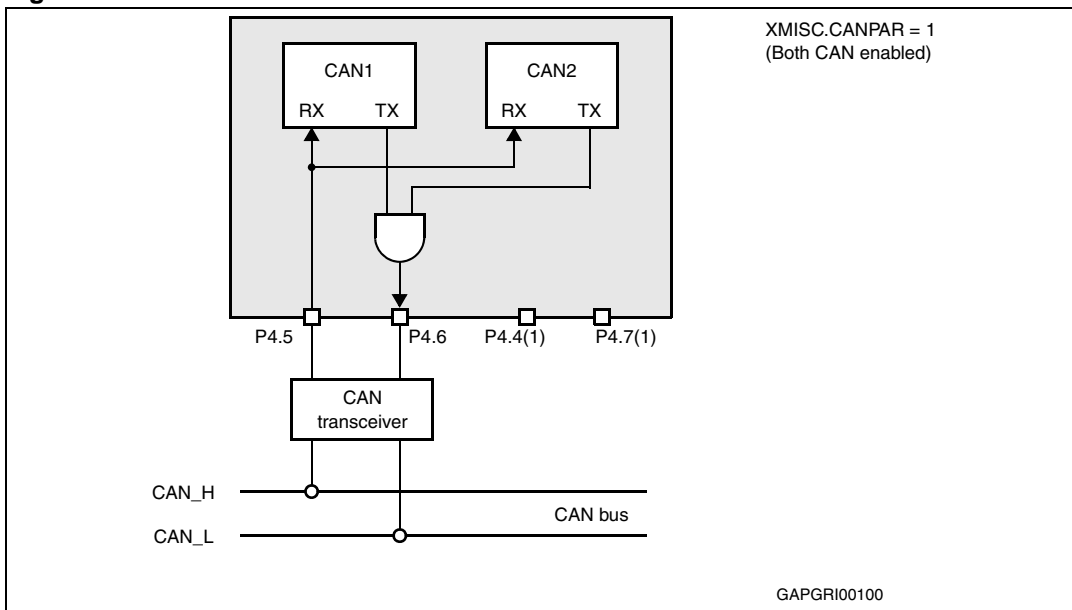 XMISC.CANPAR = 1
(Both CAN enabled)
CAN1
CAN2
RX
TX
RX
TX
P4.5
P4.6
P4.4(1)
P4.7(1)
CAN
transceiver
CAN_H
CAN bus
CAN_L
GAPGRI00100